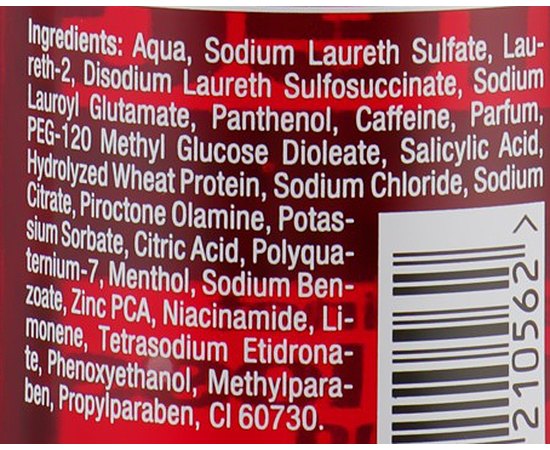 Ingredients: Aqua, Sodium Laureth Sulfate, Lau-
reth-2, Disodium Laureth Sulfosuccinate, Sodium
Lauroyl Glutamate, Panthenol, Caffeine, Parfum,
PEG-120 Methyl Glucose Dioleate, Salicylic Acid,
Hydrolyzed Wheat Protein, Sodium Chloride, Sodium
Citrate, Piroctone Olamine, Potas-
sium Sorbate, Citric Acid, Polyqua-
ternium-7, Menthol, Sodium Ben-
zoate, Zinc PCA, Niacinamide, Li-
monene, Tetrasodium Etidrona-
te, Phenoxyethanol, Methylpara-
ben, Propylparaben, CI 60730.
210562 >